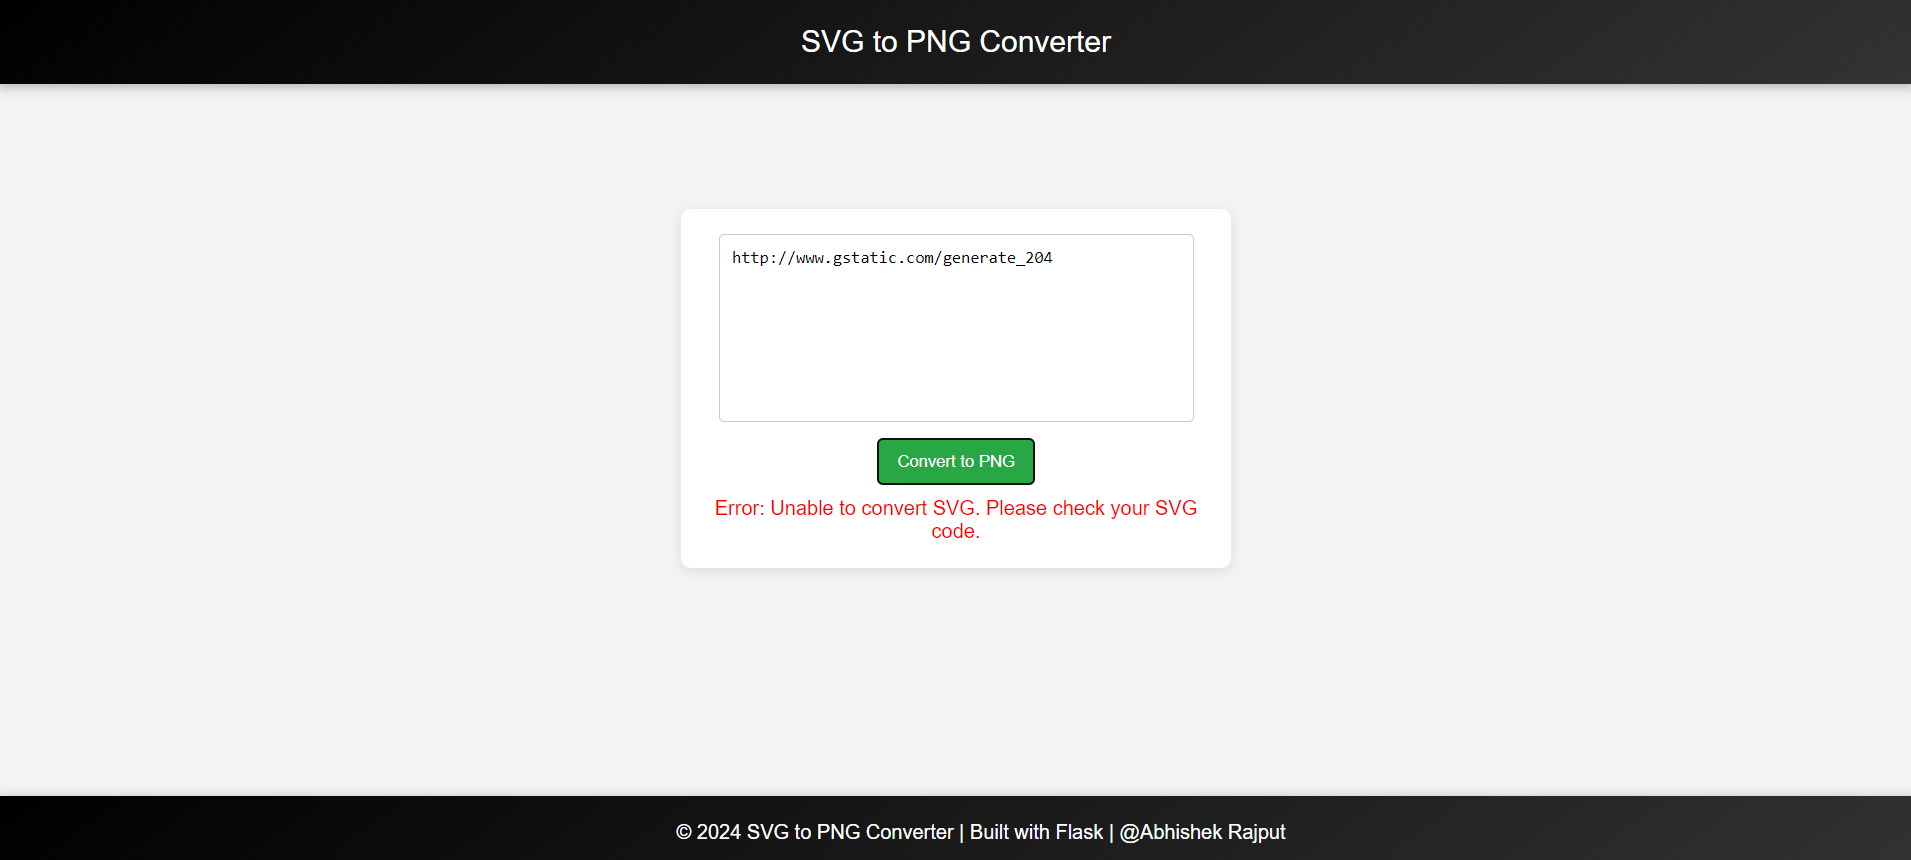 SVG to PNG Converter
http://www.gstatic.com/generate_204
Convert to PNG
Error: Unable to convert SVG. Please check your SVG
code.
© 2024 SVG to PNG Converter | Built with Flask | @Abhishek Rajput